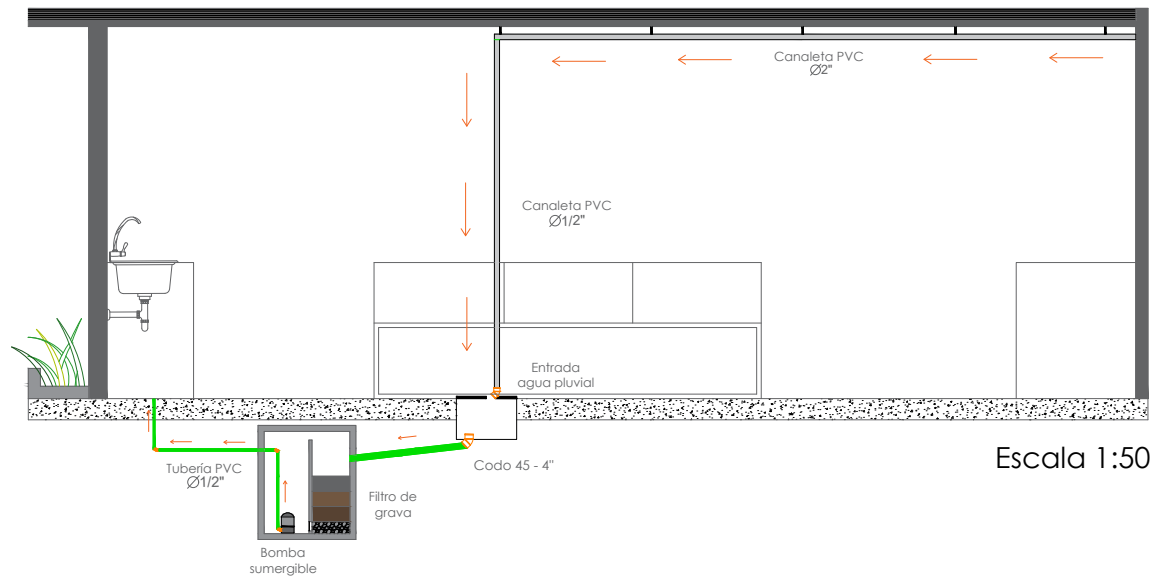 Canaleta PVC
Ø2"
Canaleta PVC
Ø1/2"
Entrada
agua pluvial
Codo 45 - 4"
Escala 1:50
Tubería PVC
Ø1/2"
Filtro de
grava
Bomba
sumergible